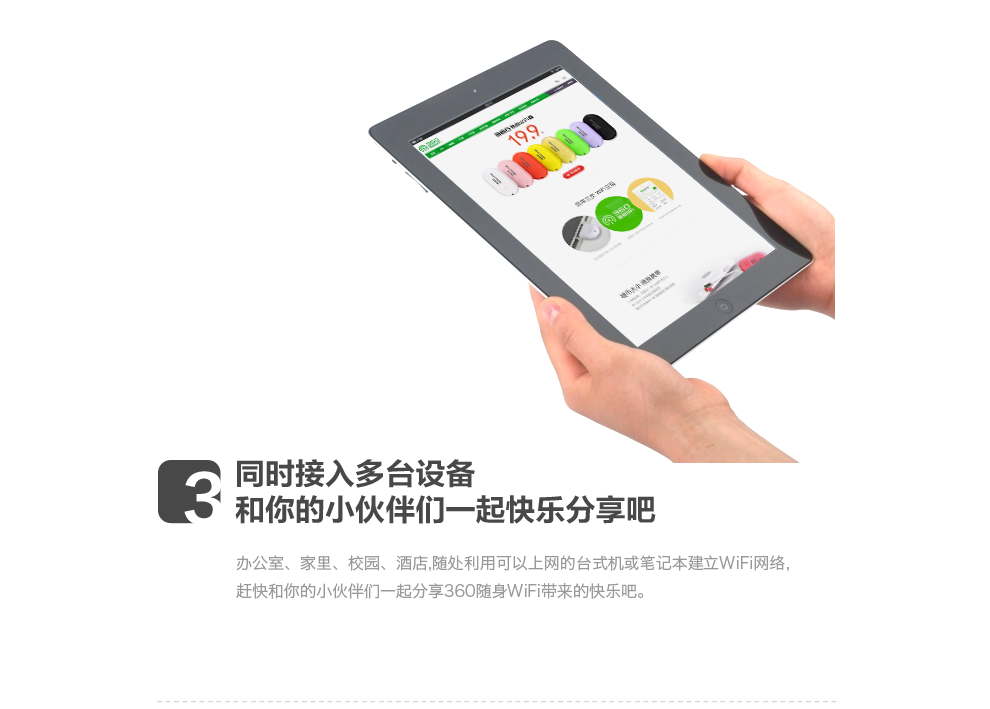 19.9
360
3
同时接入多台设备
和你的小伙伴们一起快乐分享吧
办公室、家里、校园、酒店,随处利用可以上网的台式机或笔记本建立WiFi网络,
赶快和你的小伙伴们一起分享360随身WiFi带来的快乐吧。